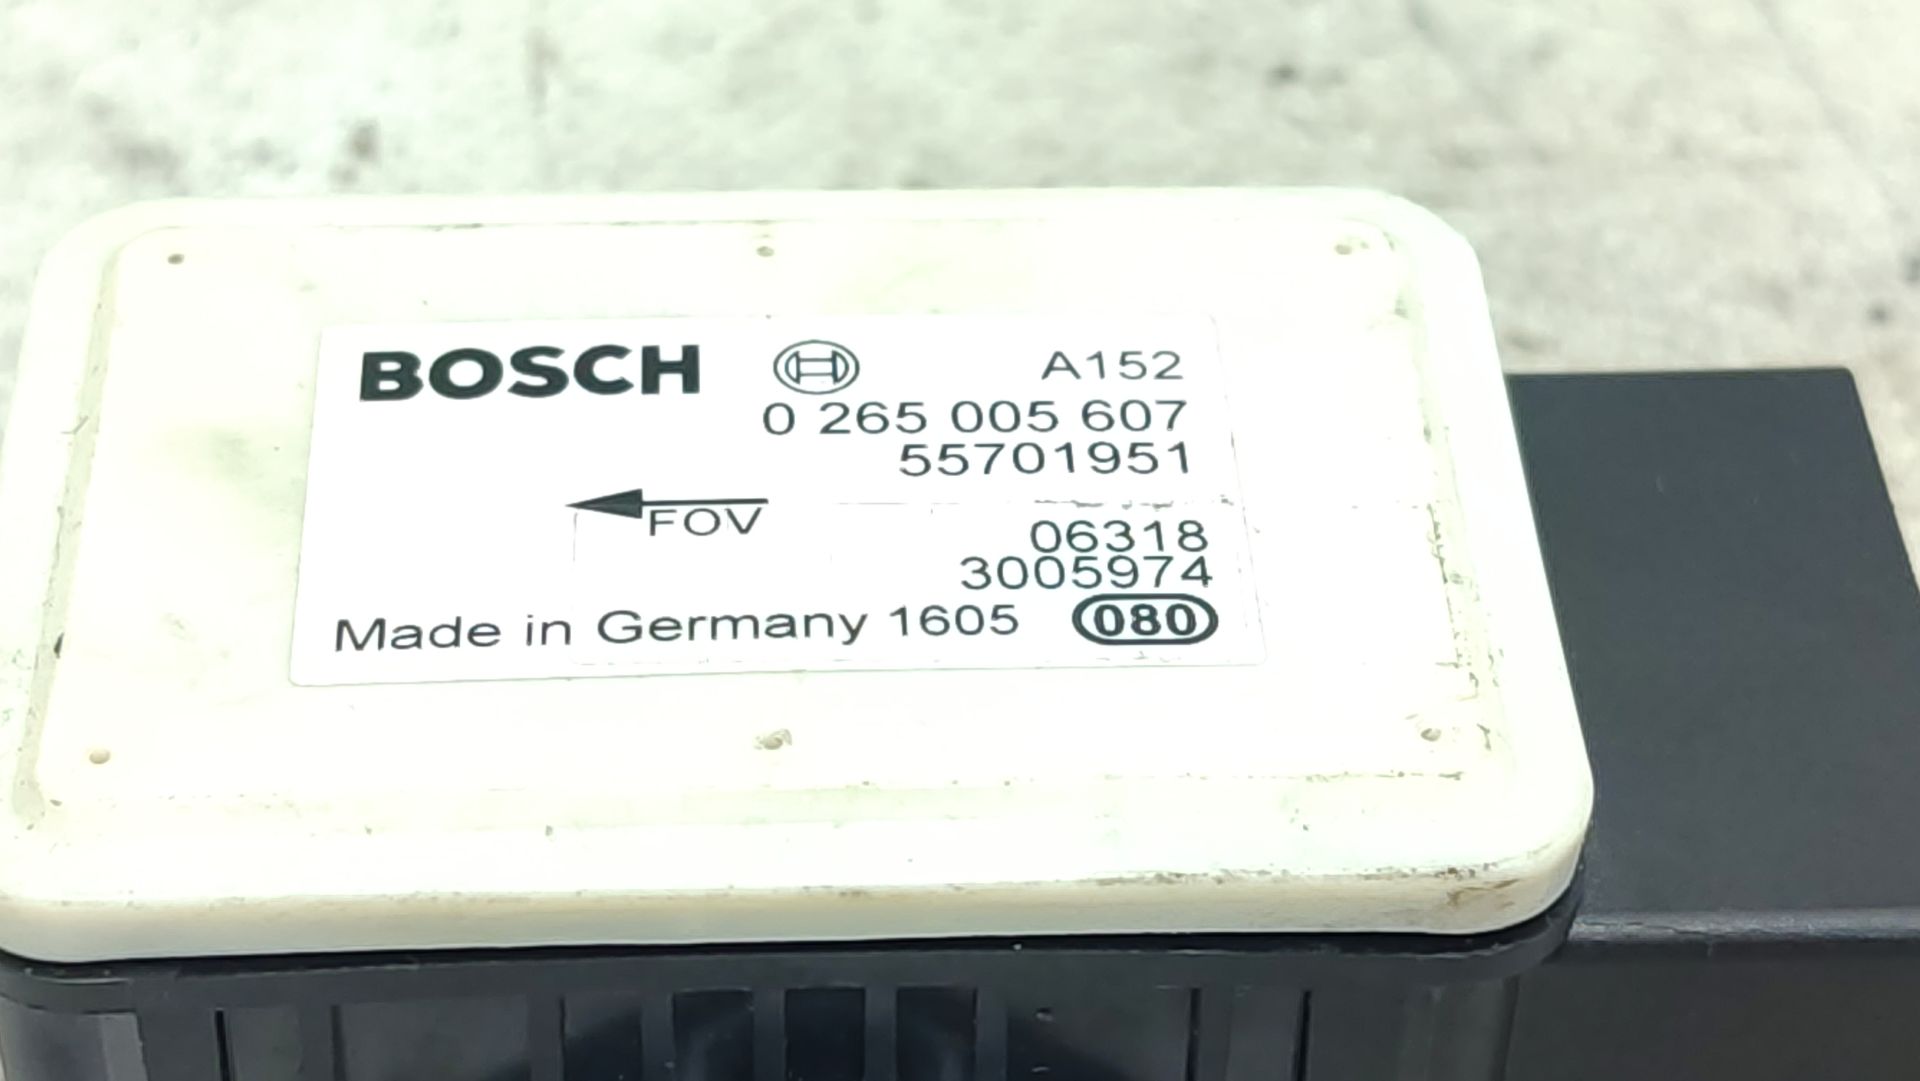 BOSCH A152
0 265 005 607
55701951
FOV
06318
3005974
Made in Germany 1605 080